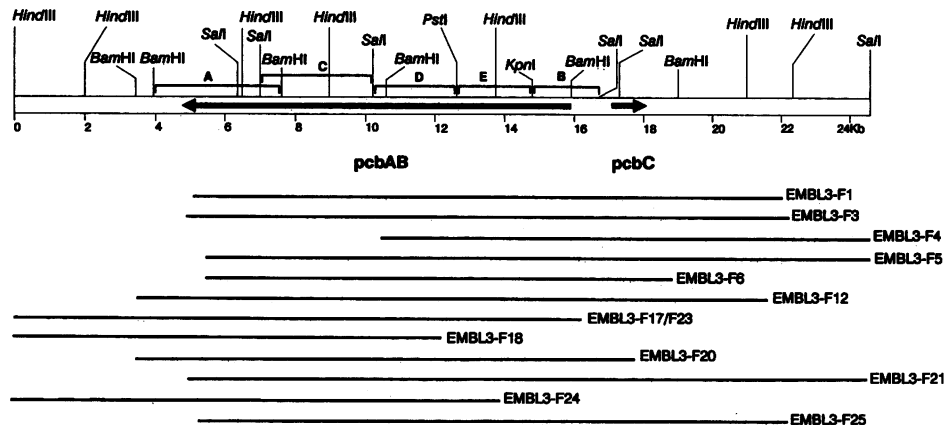 HindIII HindIII HindIII PstI HindIII HindIII HindIII
SalI SalI SalI SalI SalI SalI
BamHI BamHI BamHI BamHI KpnI BamHI BamHI
A C D E B
0 2 4 6 8 10 12 14 16 18 20 22 24Kb
pcbAB pcbC
EMBL3-F1
EMBL3-F3
EMBL3-F4
EMBL3-F5
EMBL3-F6
EMBL3-F12
EMBL3-F17/F23
EMBL3-F18
EMBL3-F20
EMBL3-F21
EMBL3-F24
EMBL3-F25